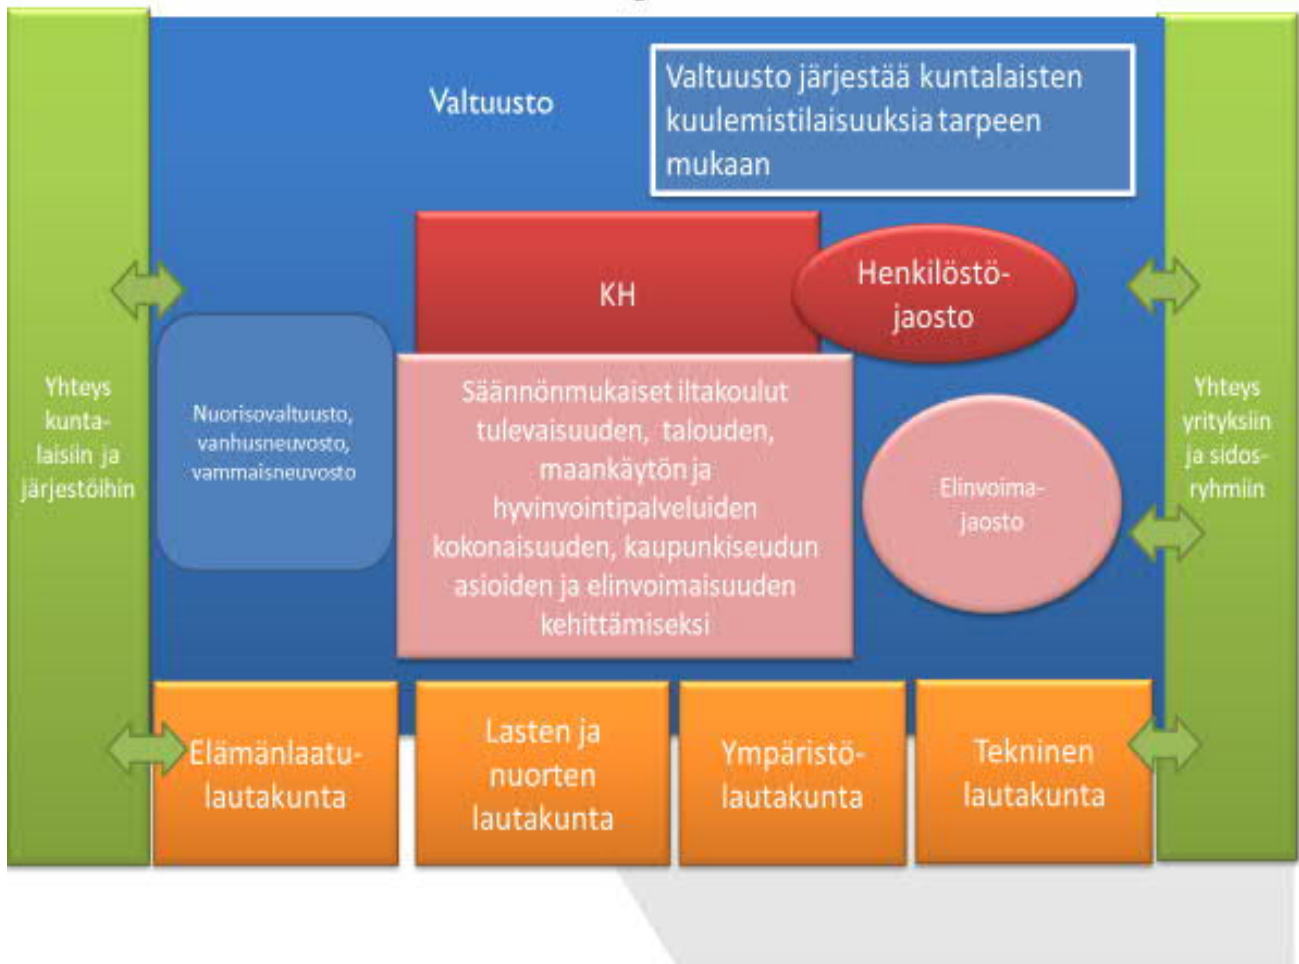 Valtuusto
Valtuusto järjestää kuntalaisten
kuulemistilaisuuksia tarpeen
mukaan
KH
Henkilöstö-
jaosto
Yhteys
kunta-
laisiin ja
järjestöihin
Nuorisovaltuusto,
vanhusneuvosto,
vammaisneuvosto
Säännönmukaiset iltakoulut
tulevaisuuden, talouden,
maankäytön ja
hyvinvointipalveluiden
kokonaisuuden, kaupunkiseudun
asioiden ja elinvoimaisuuden
kehittämiseksi
Elinvoima-
jaosto
Yhteys
yrityksiin
ja sidos-
ryhmiin
Elämänlaatu-
lautakunta
Lasten ja
nuorten
lautakunta
Ympäristö-
lautakunta
Tekninen
lautakunta